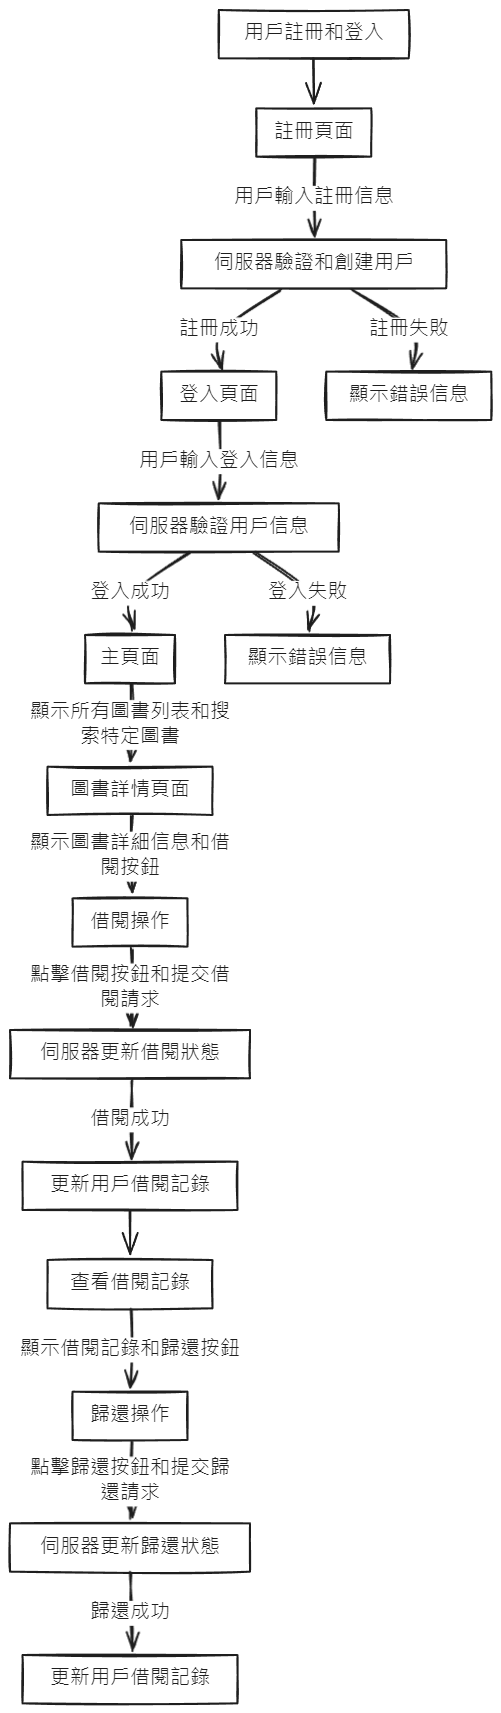 用戶註冊和登入
註冊頁面
用戶輸入註冊信息
伺服器驗證和創建用戶
註冊成功
註冊失敗
登入頁面
顯示錯誤信息
用戶輸入登入信息
伺服器驗證用戶信息
登入成功
登入失敗
主頁面
顯示錯誤信息
顯示所有圖書列表和搜
索特定圖書
圖書詳情頁面
顯示圖書詳細信息和借
閱按鈕
借閱操作
點擊借閱按鈕和提交借
閱請求
伺服器更新借閱狀態
借閱成功
更新用戶借閱記錄
查看借閱記錄
顯示借閱記錄和歸還按鈕
歸還操作
點擊歸還按鈕和提交歸
還請求
伺服器更新歸還狀態
歸還成功
更新用戶借閱記錄